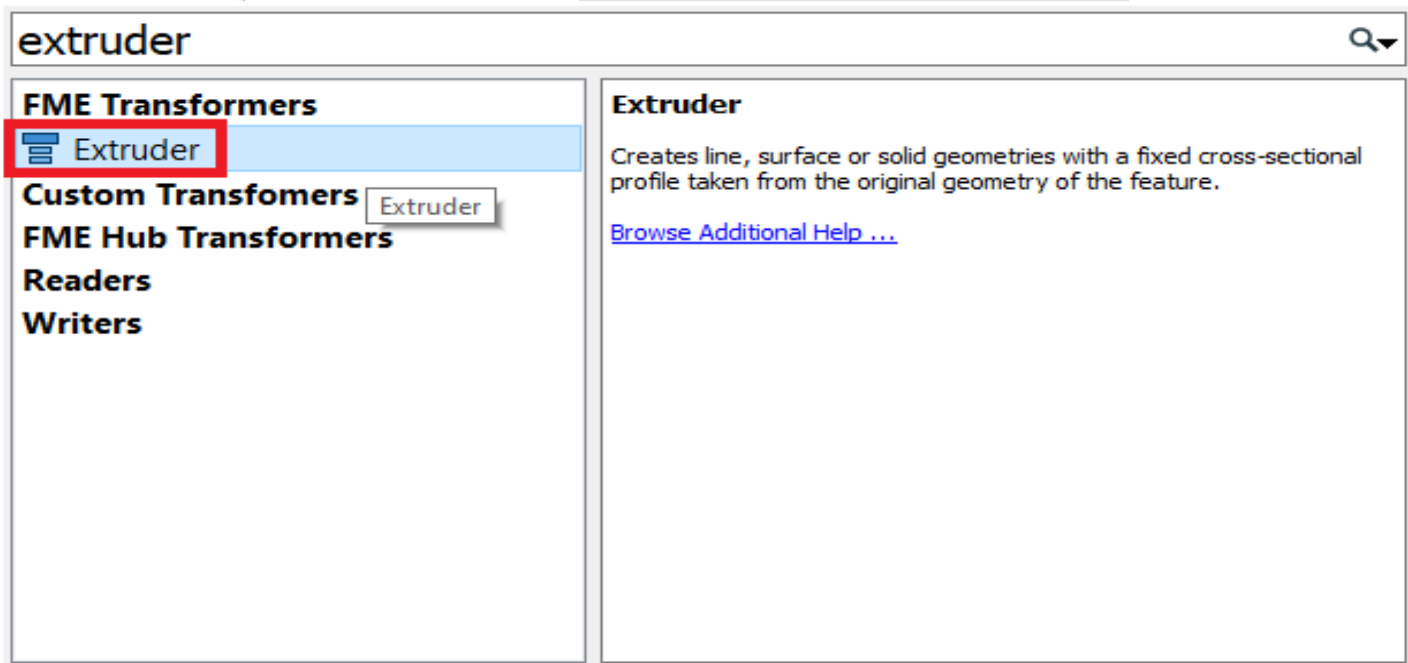 extruder
FME Transformers
Extruder
Custom Transfomers
Extruder
FME Hub Transformers
Readers
Writers
Extruder
Creates line, surface or solid geometries with a fixed cross-sectional
profile taken from the original geometry of the feature.
Browse Additional Help ...